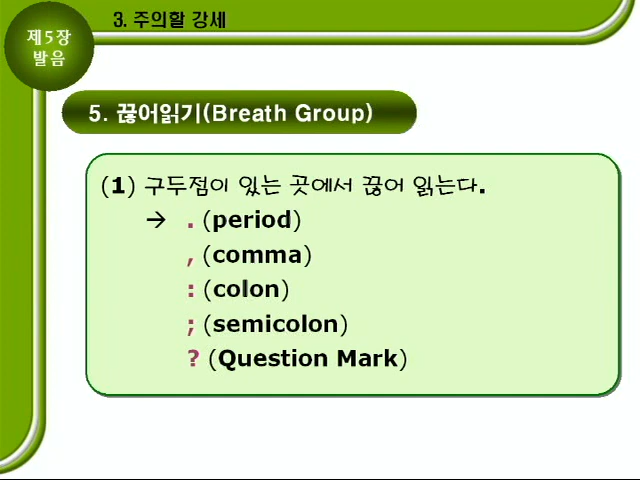 3. 주의할 강세
제5장
발음
5. 끊어읽기(Breath Group)
(1) 구두점이 있는 곳에서 끊어 읽는다.
→ . (period)
, (comma)
: (colon)
; (semicolon)
? (Question Mark)